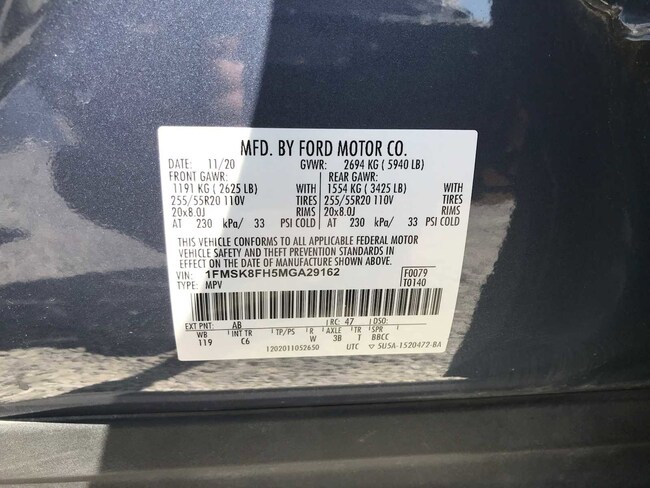 MFD. BY FORD MOTOR CO.
DATE: 11/20 GVWR: 2694 KG ( 5940 LB)
FRONT GAWR: REAR GAWR:
1191 KG ( 2625 LB) WITH 1554 KG ( 3425 LB) WITH
255/55R20 110V TIRES 255/55R20 110V TIRES
20x8.0J RIMS 20x8.0J RIMS
AT 230 kPa/ 33 PSI COLD AT 230 kPa/ 33 PSI COLD
THIS VEHICLE CONFORMS TO ALL APPLICABLE FEDERAL MOTOR
VEHICLE SAFETY AND THEFT PREVENTION STANDARDS IN
EFFECT ON THE DATE OF MANUFACTURE SHOWN ABOVE.
VIN: 1FMSK8FH5MGA29162 F0079
TYPE: MPV T0140
EXT PNT: AB RC: 47 DSO:
WB INT TR TP/PS R AXLE TR SPR
119 C6 W 3B T BBCC
1202011052650 UTC ▽ 5U5A-1520472-BA